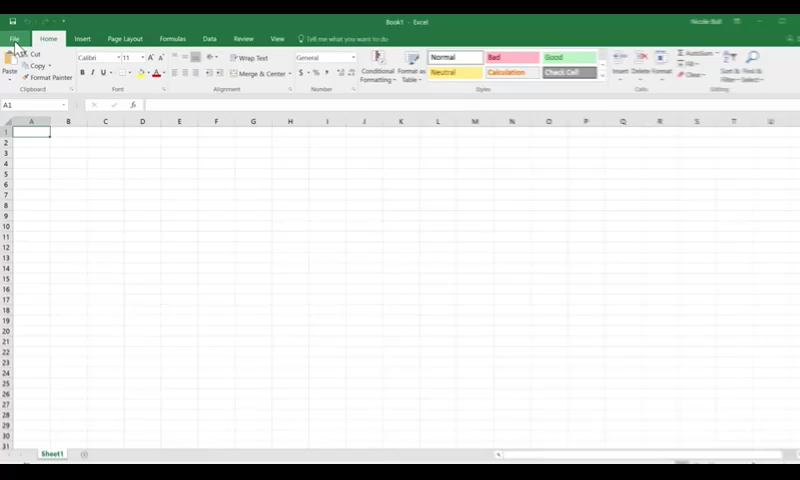 Book1 - Excel
Nicole Ball
File Home Insert Page Layout Formulas Data Review View Tell me what you want to do
Cut
Copy
Format Painter
Paste
Clipboard
Calibri 11
B I U
Font
Wrap Text
Merge & Center
Alignment
General
$ % ,
Number
Conditional Formatting
Format as Table
Normal Bad Good
Neutral Calculation Check Cell
Styles
Insert Delete Format
Cells
AutoSum
Fill
Clear
Sort & Filter
Find & Select
A1 fx
A B C D E F G H I J K L M N O P Q R S T U
1
2
3
4
5
6
7
8
9
10
11
12
13
14
15
16
17
18
19
20
21
22
23
24
25
26
27
28
29
30
31
Sheet1